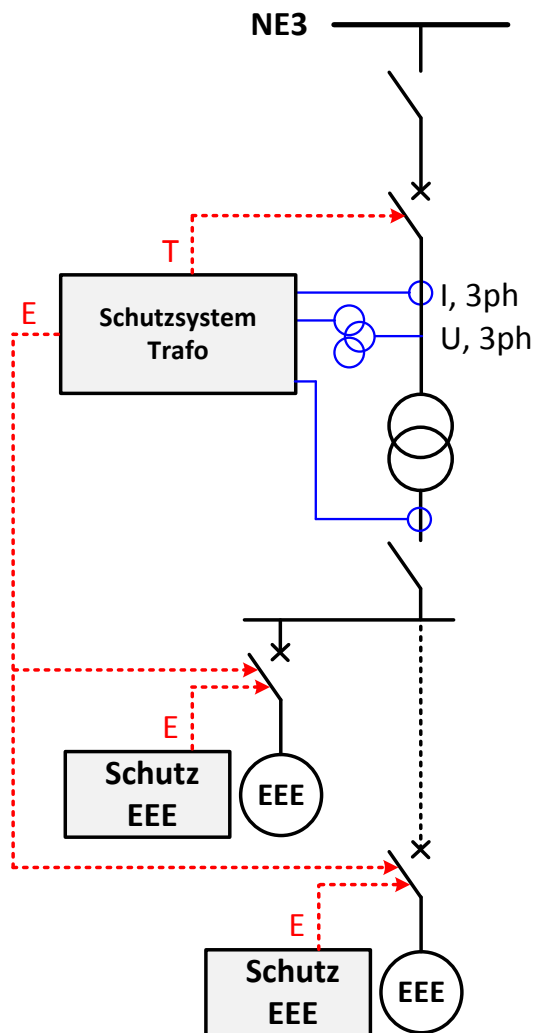 NE3
T
I, 3ph
E
Schutzsystem
Trafo
U, 3ph
E
Schutz
EEE
EEE
E
Schutz
EEE
EEE